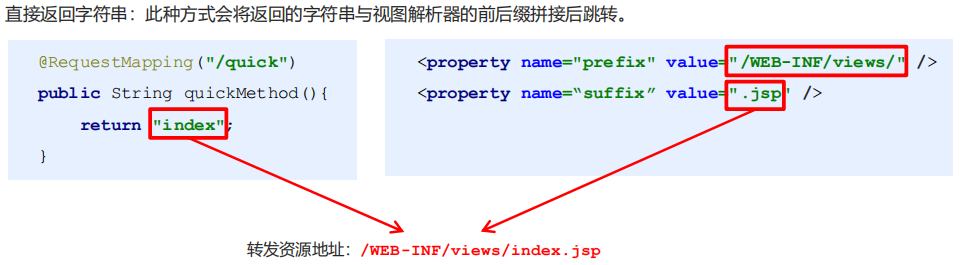 直接返回字符串：此种方式会将返回的字符串与视图解析器的前后缀拼接后跳转。
@RequestMapping("/quick")
public String quickMethod(){
return "index";
}
<property name="prefix" value="/WEB-INF/views/" />
<property name=“suffix” value=".jsp" />
转发资源地址：/WEB-INF/views/index.jsp